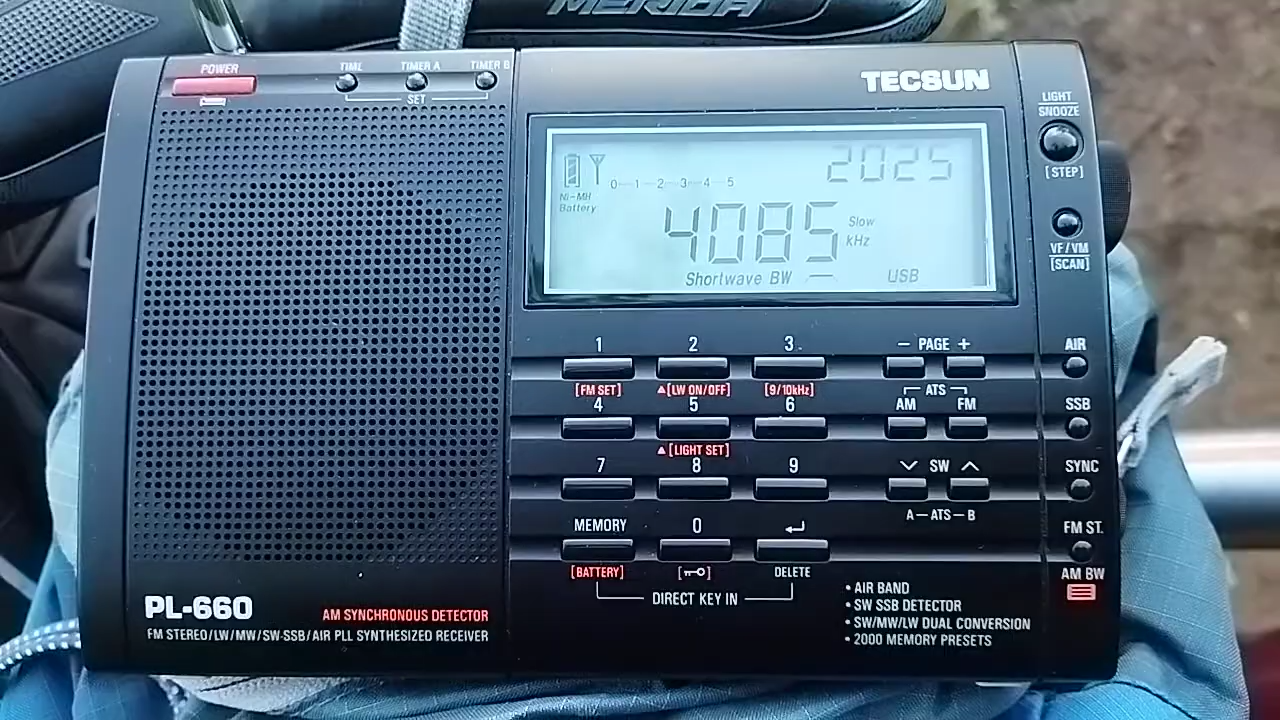 MERIDA
POWER
TIME TIMER A TIMER B
SET
TECSUN
LIGHT
SNOOZE
[STEP]
2025
0—1—2—3—4—5
Ni-MH
Battery
4085
Slow
kHz
Shortwave BW — USB
VF/VM
[SCAN]
1 2 3 — PAGE + AIR
[FM SET] ▲[LW ON/OFF] [9/10kHz] ATS
4 5 6 AM FM SSB
▲[LIGHT SET]
7 8 9 SW SYNC
A—ATS—B
MEMORY 0 ↵ FM ST.
[BATTERY] DELETE AM BW
DIRECT KEY IN
PL-660
AM SYNCHRONOUS DETECTOR
FM STEREO/LW/MW/SW-SSB/AIR PLL SYNTHESIZED RECEIVER
• AIR BAND
• SW SSB DETECTOR
• SW/MW/LW DUAL CONVERSION
• 2000 MEMORY PRESETS